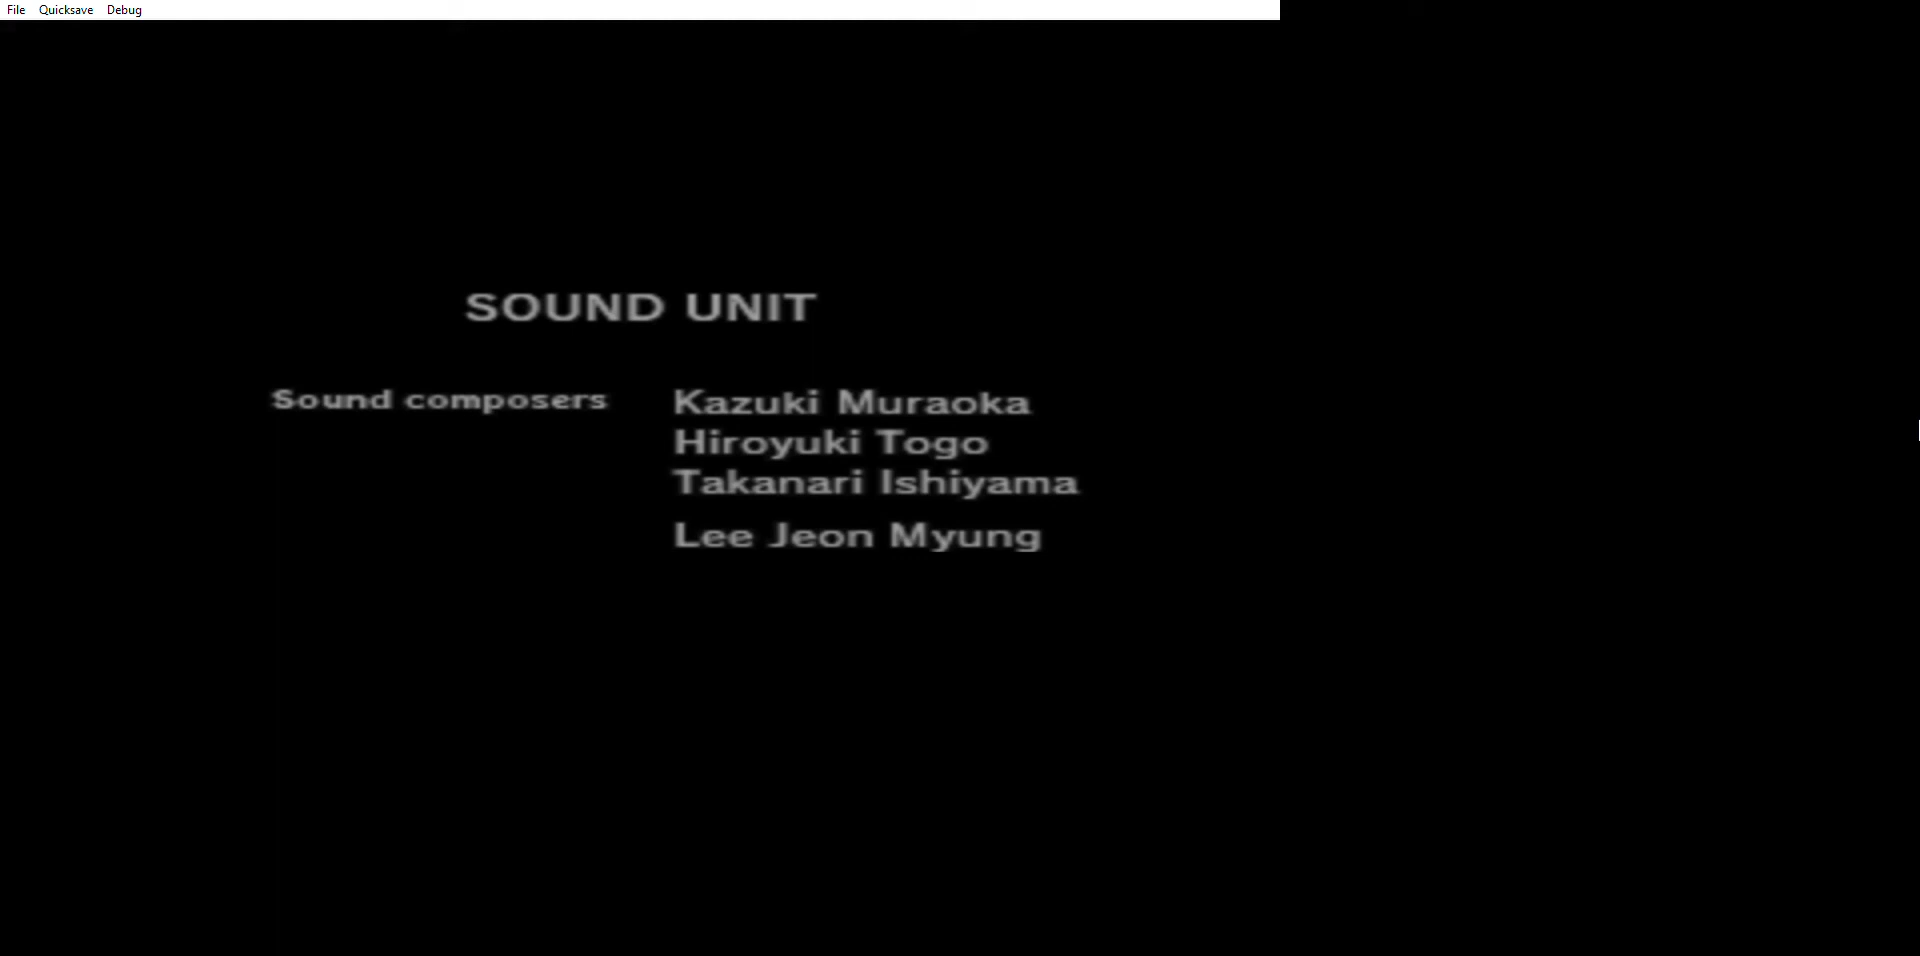 File Quicksave Debug
SOUND UNIT
Sound composers Kazuki Muraoka
Hiroyuki Togo
Takanari Ishiyama
Lee Jeon Myung